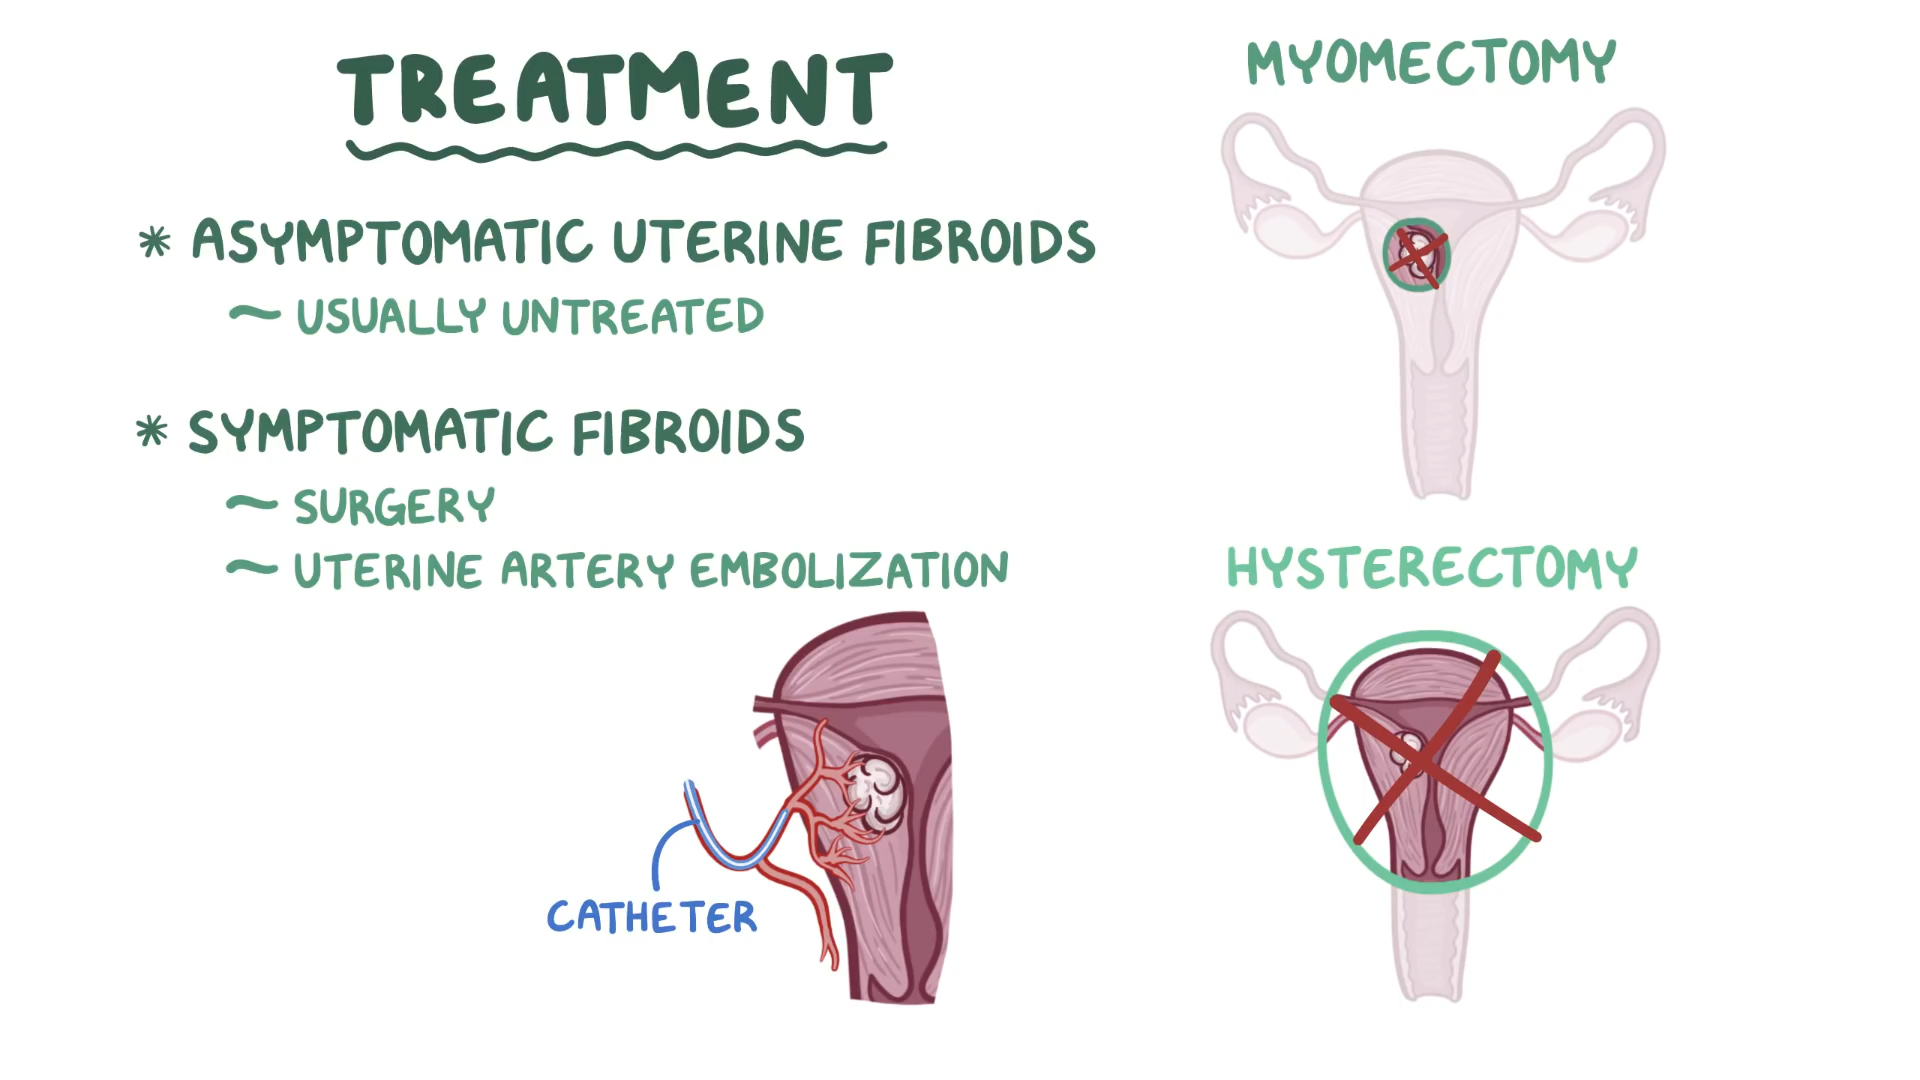 TREATMENT
* ASYMPTOMATIC UTERINE FIBROIDS
~ USUALLY UNTREATED
* SYMPTOMATIC FIBROIDS
~ SURGERY
~ UTERINE ARTERY EMBOLIZATION
CATHETER
MYOMECTOMY
HYSTERECTOMY